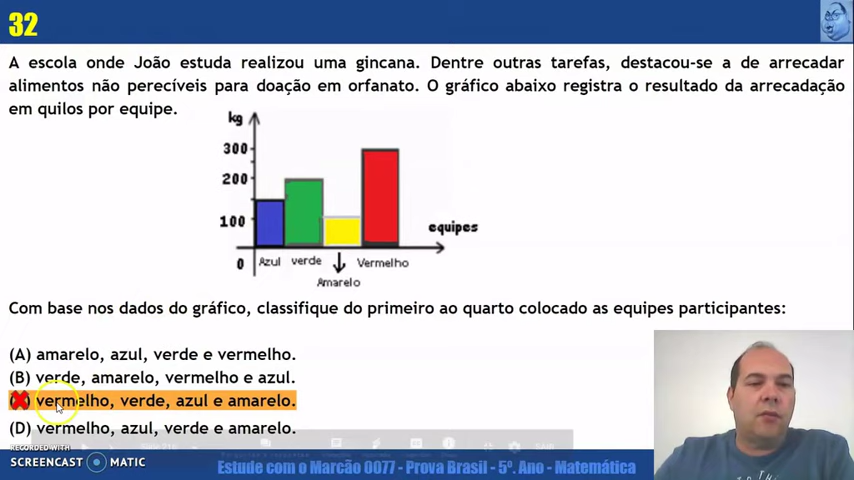 32
A escola onde João estuda realizou uma gincana. Dentre outras tarefas, destacou-se a de arrecadar
alimentos não perecíveis para doação em orfanato. O gráfico abaixo registra o resultado da arrecadação
em quilos por equipe.
kg
300
200
100
equipes
0
Azul
verde
Vermelho
Amarelo
Com base nos dados do gráfico, classifique do primeiro ao quarto colocado as equipes participantes:
(A) amarelo, azul, verde e vermelho.
(B) verde, amarelo, vermelho e azul.
vermelho, verde, azul e amarelo.
(D) vermelho, azul, verde e amarelo.
RECORDED WITH
SCREENCAST MATIC
Estude com o Marcão 0077 - Prova Brasil - 5º. Ano - Matemática